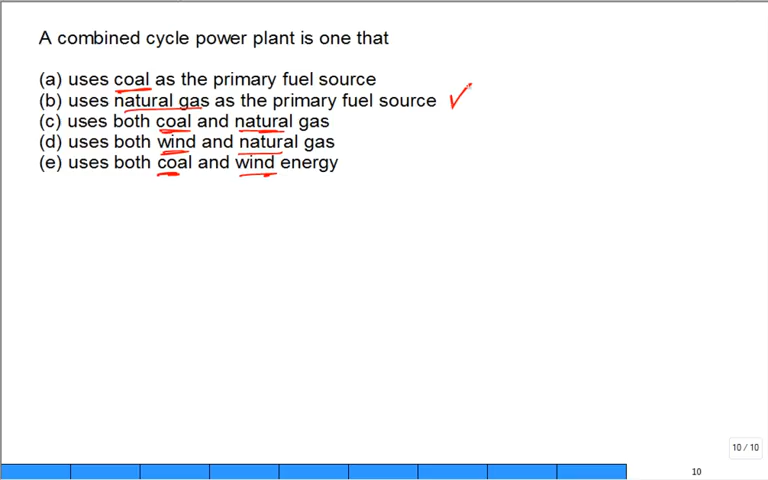 A combined cycle power plant is one that
(a) uses coal as the primary fuel source
(b) uses natural gas as the primary fuel source
(c) uses both coal and natural gas
(d) uses both wind and natural gas
(e) uses both coal and wind energy
10 / 10
10